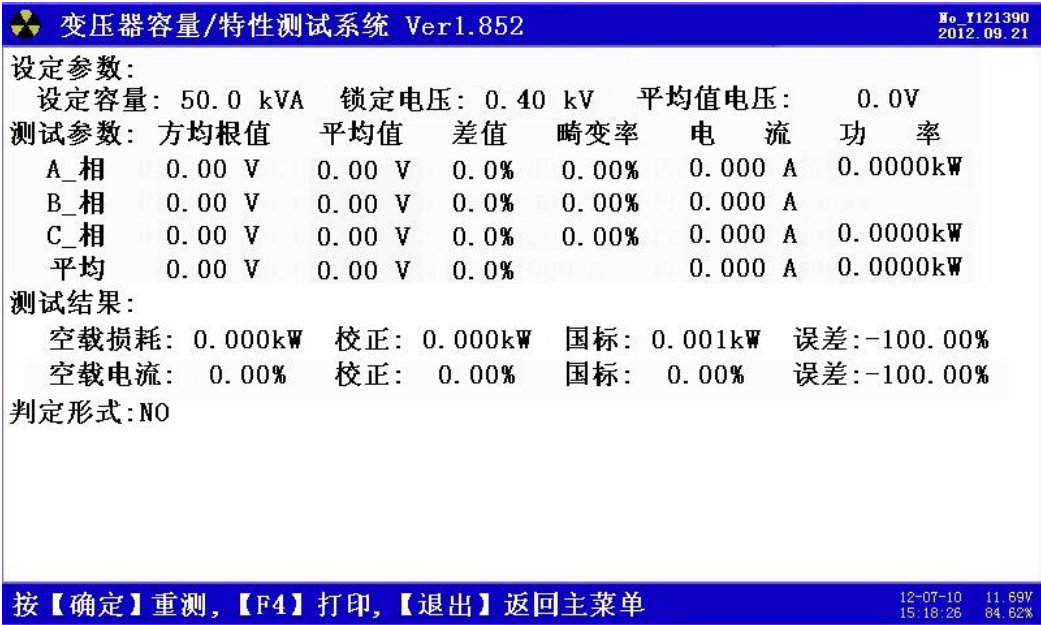 变压器容量/特性测试系统 Ver1.852 No_Y121390
2012.09.21
设定参数:
设定容量: 50.0 kVA 锁定电压: 0.40 kV 平均值电压: 0.0V
测试参数: 方均根值 平均值 差值 畸变率 电 流 功 率
A_相 0.00 V 0.00 V 0.0% 0.00% 0.000 A 0.0000kW
B_相 0.00 V 0.00 V 0.0% 0.00% 0.000 A
C_相 0.00 V 0.00 V 0.0% 0.00% 0.000 A 0.0000kW
平均 0.00 V 0.00 V 0.0% 0.000 A 0.0000kW
测试结果:
空载损耗: 0.000kW 校正: 0.000kW 国标: 0.001kW 误差:-100.00%
空载电流: 0.00% 校正: 0.00% 国标: 0.00% 误差:-100.00%
判定形式:NO
按【确定】重测,【F4】打印,【退出】返回主菜单 12-07-10 11.69V
15:18:26 84.62%